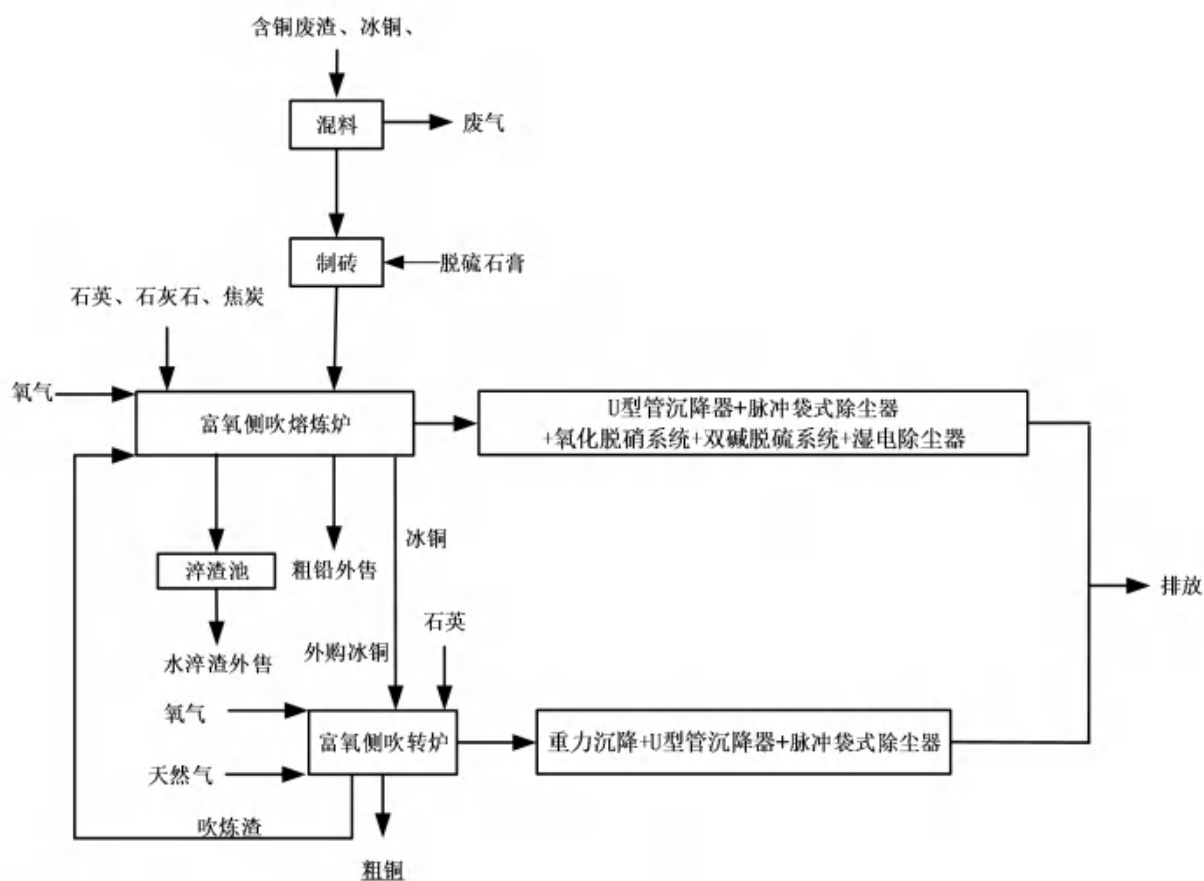 含铜废渣、冰铜、
混料
废气
制砖
脱硫石膏
石英、石灰石、焦炭
氧气
富氧侧吹熔炼炉
U型管沉降器+脉冲袋式除尘器
+氧化脱硝系统+双碱脱硫系统+湿电除尘器
冰铜
淬渣池
粗铅外售
排放
石英
水淬渣外售
外购冰铜
氧气
富氧侧吹转炉
重力沉降+U型管沉降器+脉冲袋式除尘器
天然气
吹炼渣
粗铜